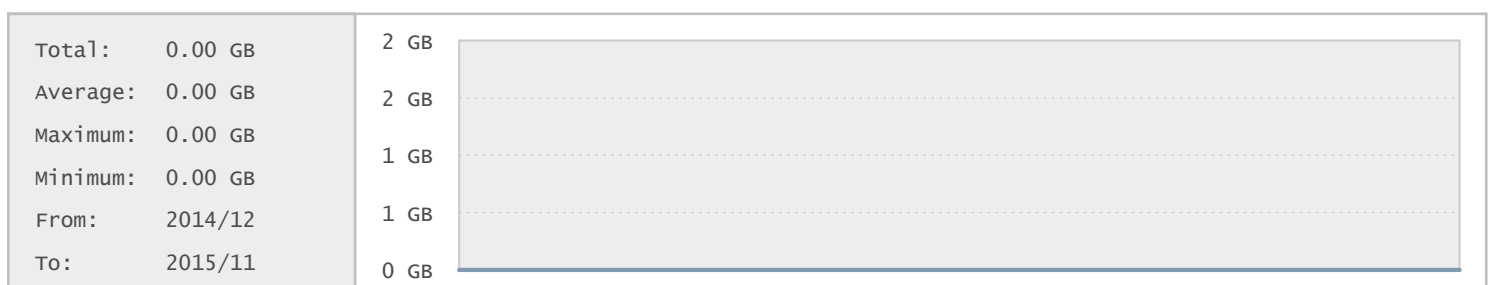 Total: 0.00 GB
Average: 0.00 GB
Maximum: 0.00 GB
Minimum: 0.00 GB
From: 2014/12
To: 2015/11
2 GB
2 GB
1 GB
1 GB
0 GB